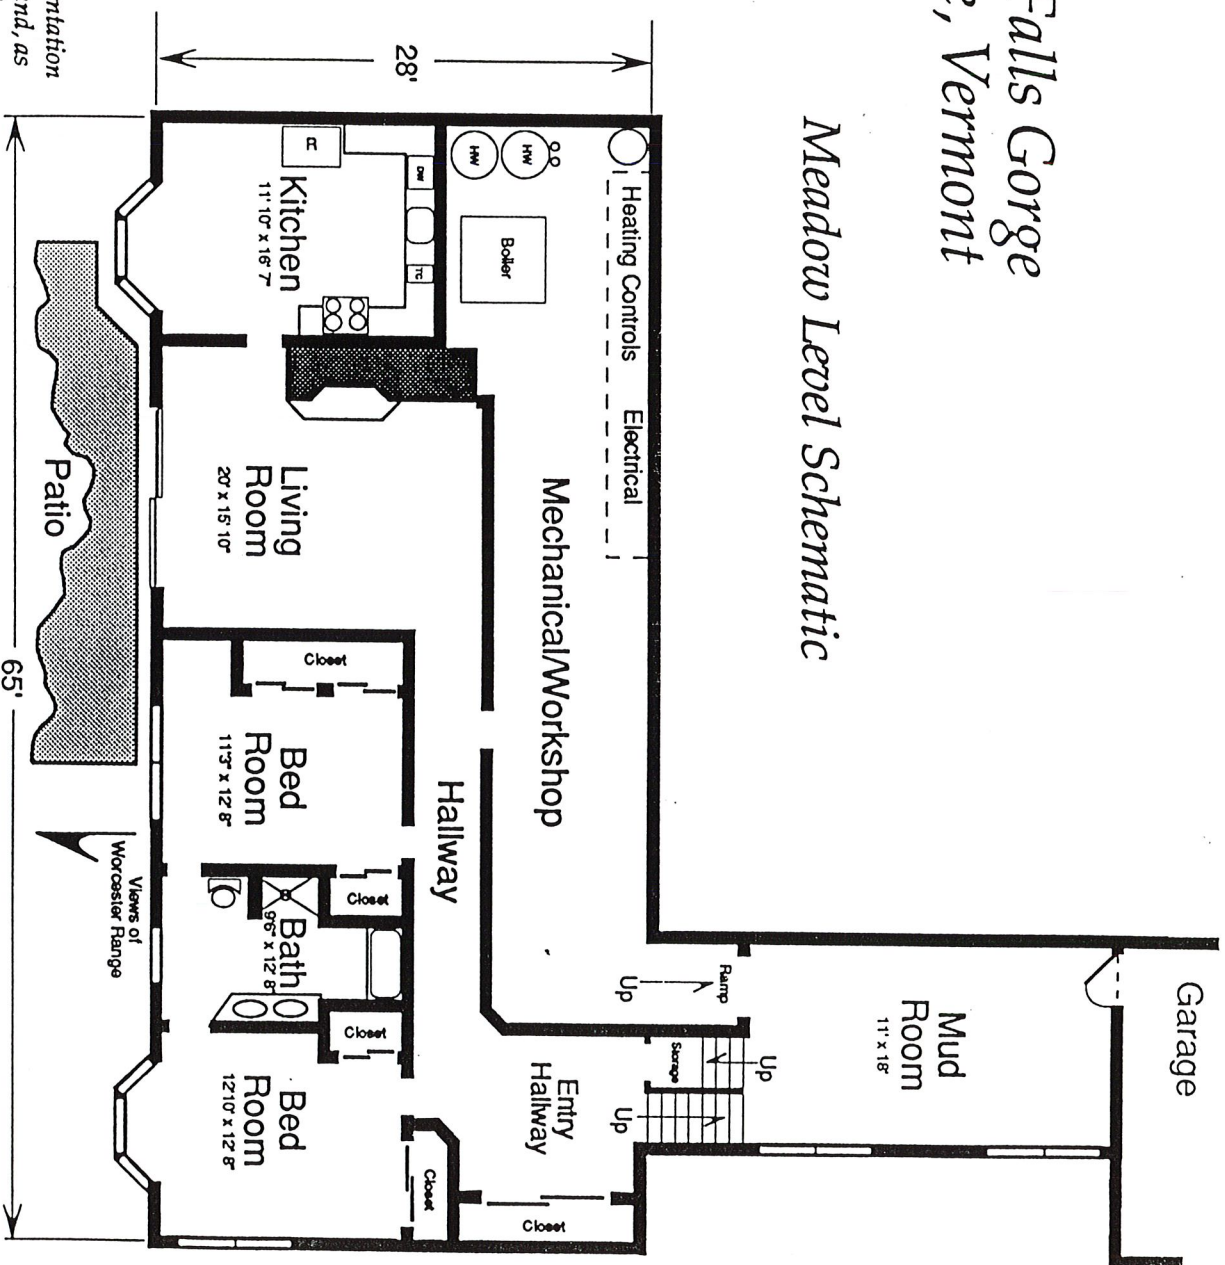 Falls Gorge
, Vermont
Meadow Level Schematic
Garage
Mud
Room
11' x 18'
Ramp
Up
Up
Up
Storage
Entry
Hallway
Closet
Closet
Heating Controls
Electrical
HW
HW
Boiler
Mechanical/Workshop
Hallway
DW
TC
R
Kitchen
11' 10" x 16' 7"
Living
Room
20' x 15' 10"
Closet
Bed
Room
11'3" x 12' 8"
Closet
Bath
9'6" x 12' 8"
Closet
Bed
Room
12'10" x 12' 8"
Patio
Views of
Worcester Range
28'
65'
ntation
nd, as